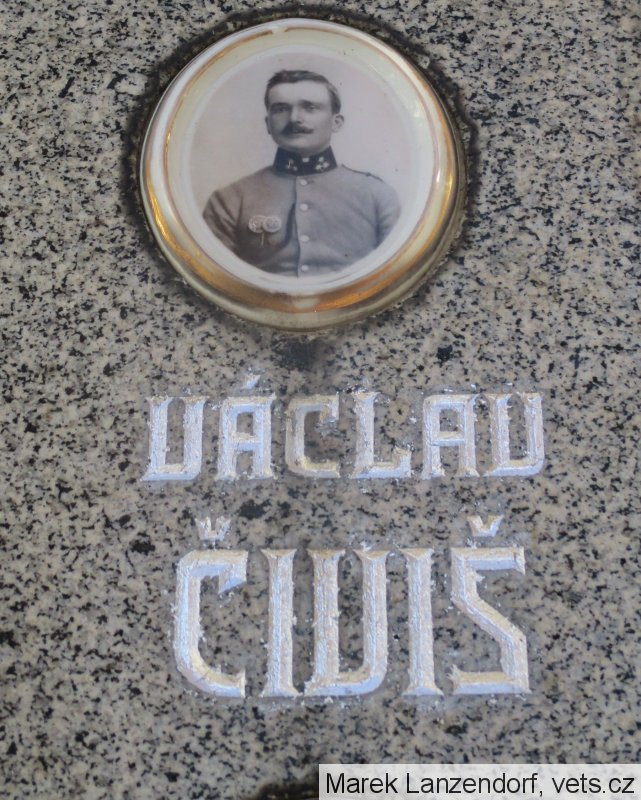 VÁCLAV
ČIVIŠ
Marek Lanzendorf, vets.cz